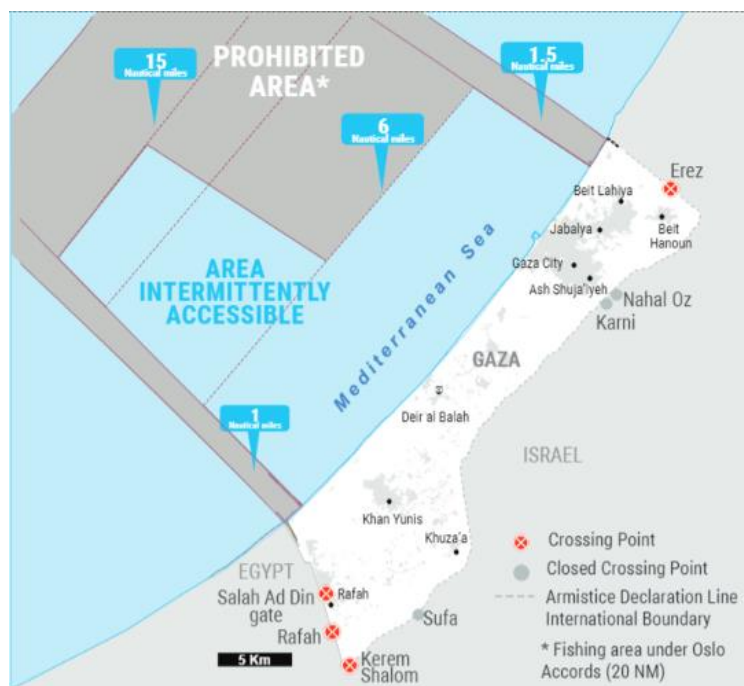 15
Nautical miles
PROHIBITED
AREA*
1.5
Nautical miles
6
Nautical miles
Erez
Beit Lahiya
Jabalya
Beit
Hanoun
Gaza City
Ash Shuja'iyeh
Nahal Oz
Karni
AREA
INTERMITTENTLY
ACCESSIBLE
Mediterranean Sea
GAZA
Deir al Balah
1
Nautical miles
ISRAEL
Khan Yunis
Khuza'a
EGYPT
Salah Ad Din
gate
Rafah
Sufa
Rafah
5 Km
Kerem
Shalom
Crossing Point
Closed Crossing Point
Armistice Declaration Line
International Boundary
* Fishing area under Oslo
Accords (20 NM)